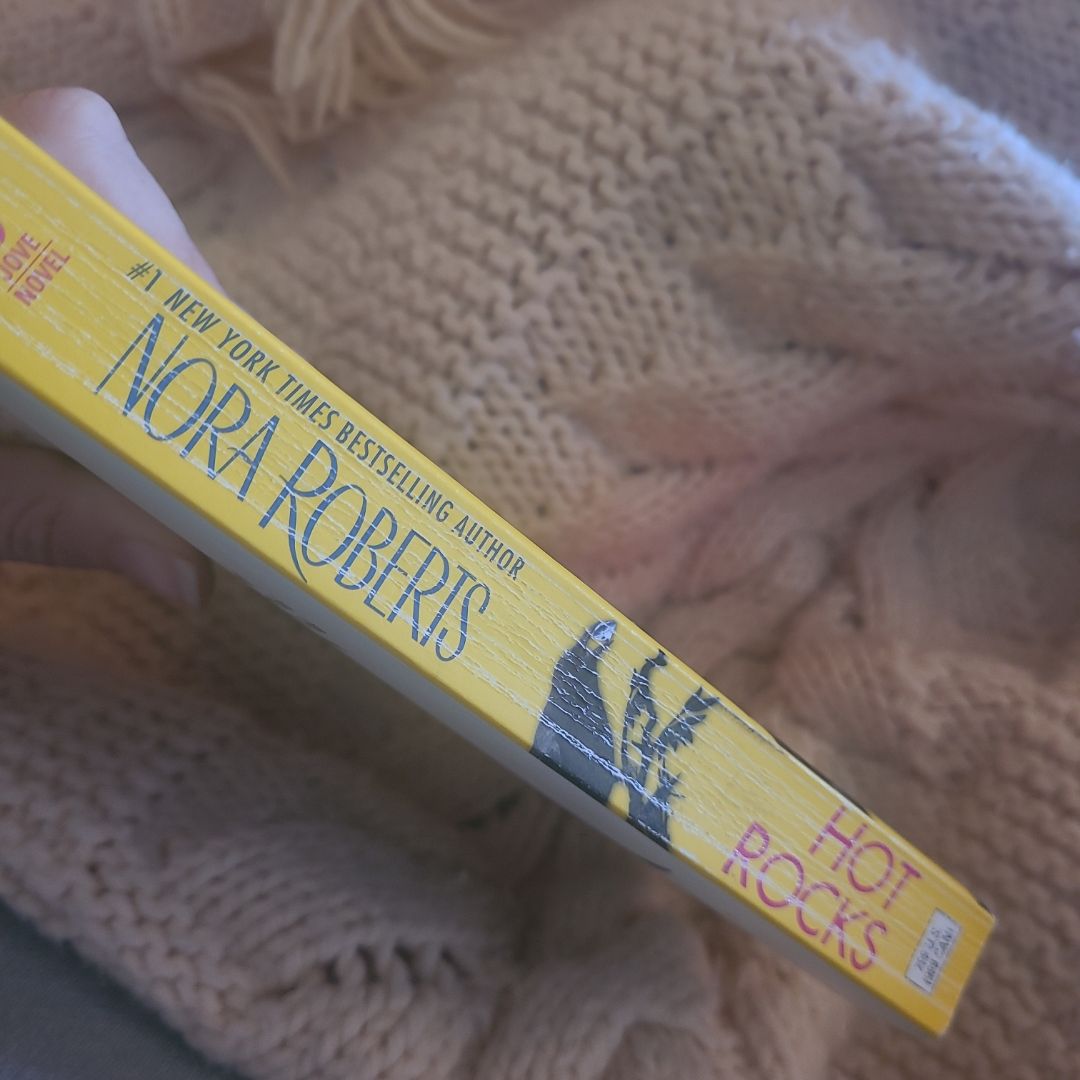 JOVE
NOVEL
#1 NEW YORK TIMES BESTSELLING AUTHOR
NORA ROBERTS
HOT
ROCKS